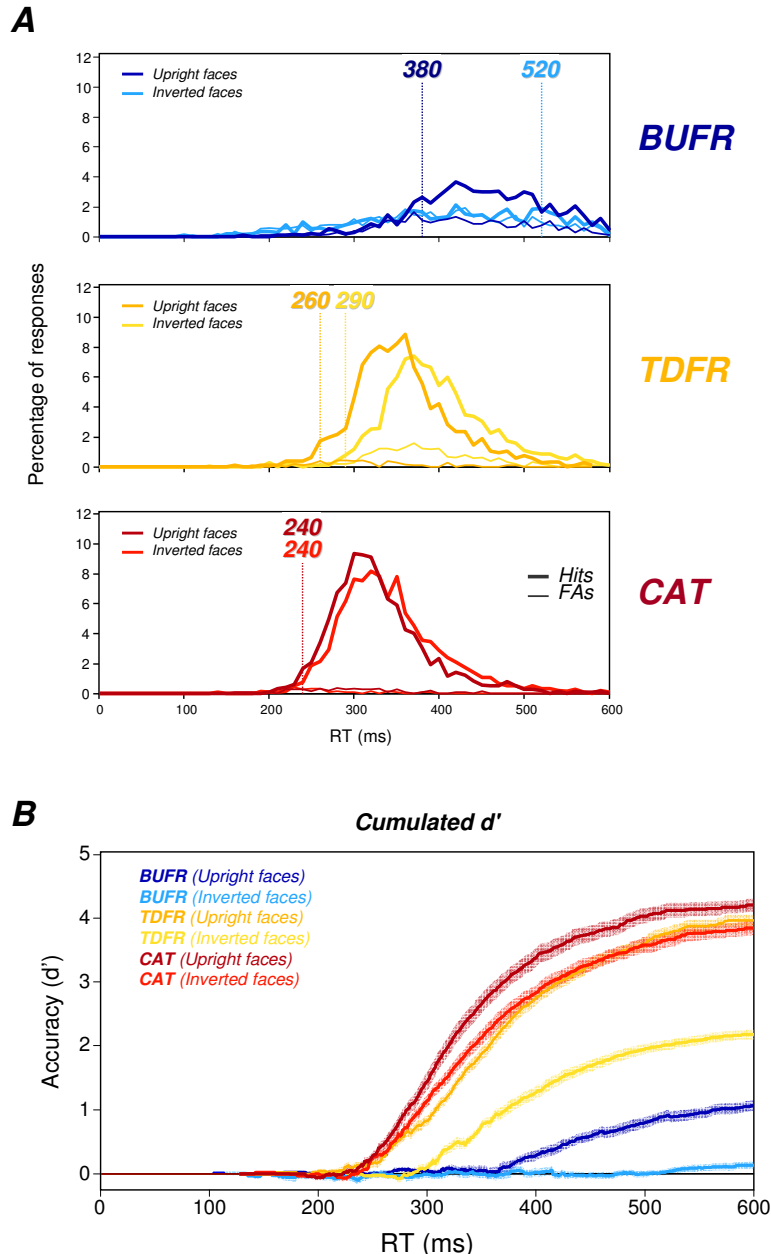 A
12
10
8
6
4
2
0
Upright faces
Inverted faces
380
520
BUFR
Percentage of responses
12
10
8
6
4
2
0
Upright faces
Inverted faces
260
290
TDFR
12
10
8
6
4
2
0
Upright faces
Inverted faces
240
240
Hits
FAs
CAT
0
100
200
300
400
500
600
RT (ms)
B
Cumulated d'
Accuracy (d')
5
4
3
2
1
0
BUFR (Upright faces)
BUFR (Inverted faces)
TDFR (Upright faces)
TDFR (Inverted faces)
CAT (Upright faces)
CAT (Inverted faces)
0
100
200
300
400
500
600
RT (ms)